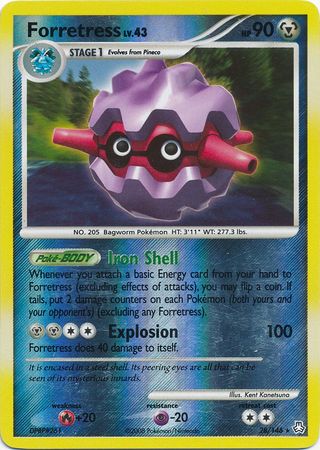 Forretress LV.43 HP 90
STAGE 1 Evolves from Pineco
NO. 205 Bagworm Pokémon HT: 3'11" WT: 277.3 lbs.
Poké-BODY Iron Shell
Whenever you attach a basic Energy card from your hand to
Forretress (excluding effects of attacks), you may flip a coin. If
tails, put 2 damage counters on each Pokémon (both yours and
your opponent's) (excluding any Forretress).
Explosion 100
Forretress does 40 damage to itself.
It is encased in steel shell. Its peering eyes are all that can be
seen of its mysterious innards.
Illus. Kent Kanetsuna
weakness resistance retreat cost
+20 -20
©2008 Pokémon/Nintendo 28/146 ★